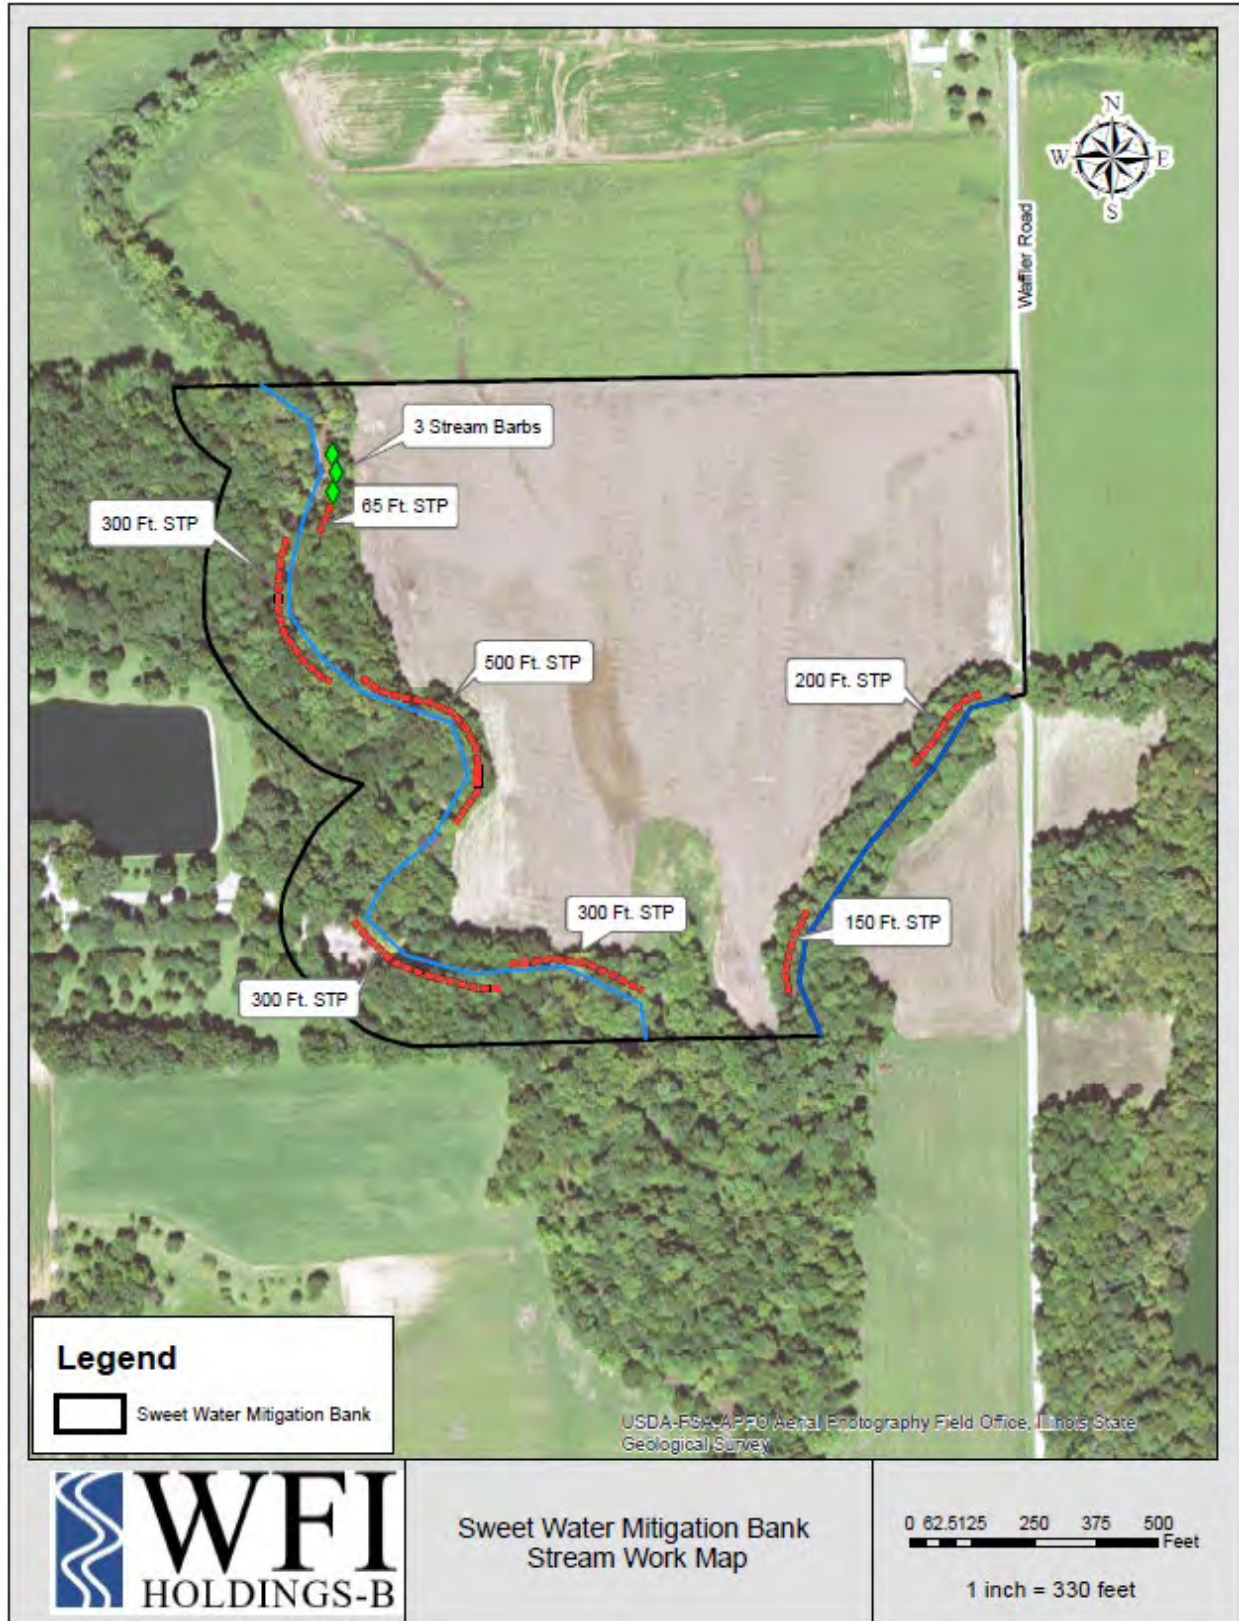 N
W E
S
Waffler Road
3 Stream Barbs
65 Ft. STP
300 Ft. STP
500 Ft. STP
200 Ft. STP
300 Ft. STP
150 Ft. STP
300 Ft. STP
Legend
Sweet Water Mitigation Bank
USDA-FSA-APFO Aerial Photography Field Office, Illinois State
Geological Survey
WFI
HOLDINGS-B
Sweet Water Mitigation Bank
Stream Work Map
0 62.5125 250 375 500
Feet
1 inch = 330 feet